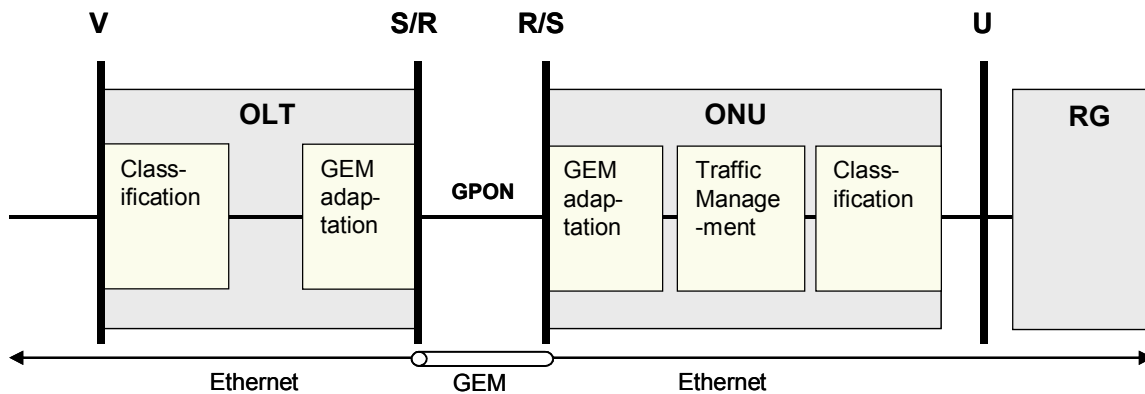 V
S/R
R/S
U
OLT
ONU
RG
Class-
ification
GEM
adap-
tation
GPON
GEM
adap-
tation
Traffic
Manage
-ment
Class-
ification
Ethernet
GEM
Ethernet